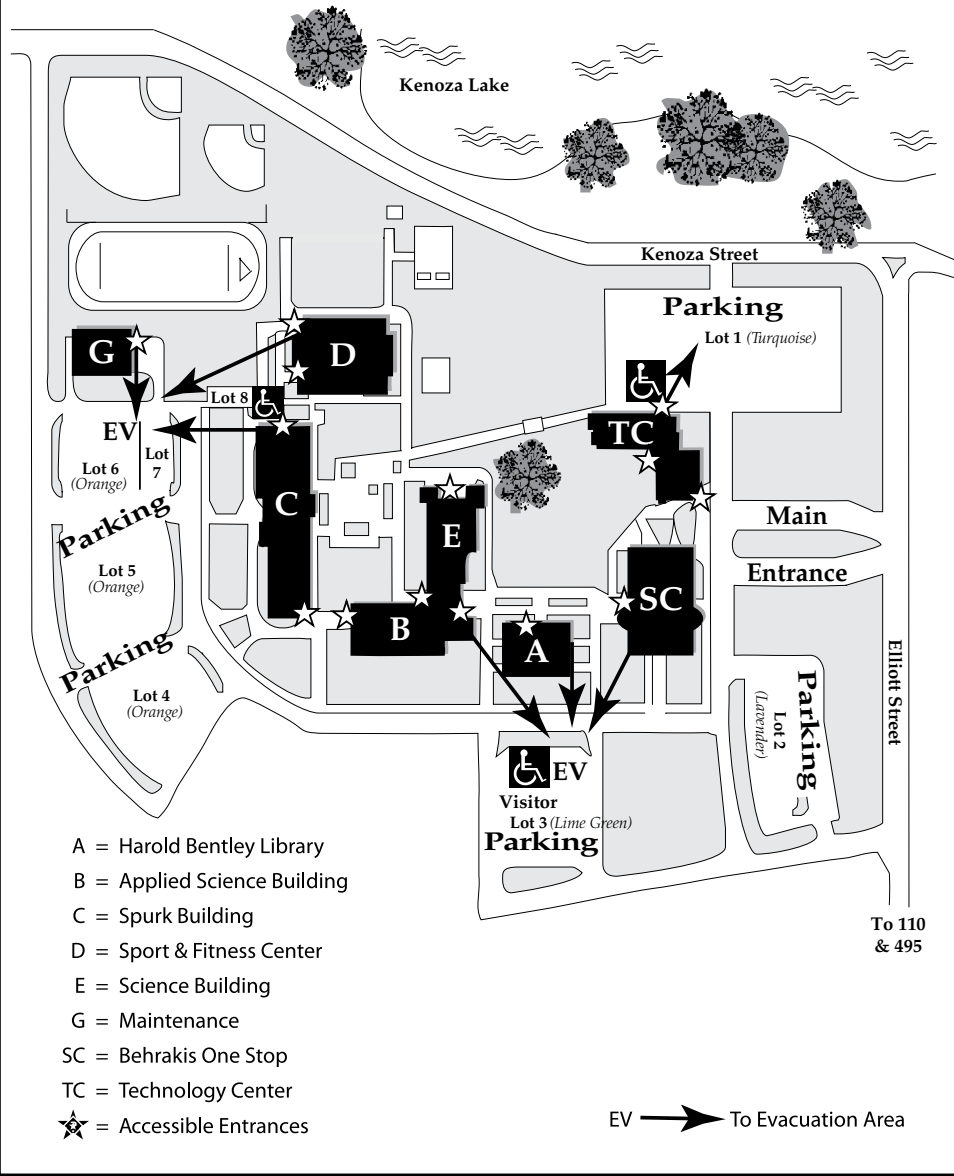 Kenoza Lake
Kenoza Street
Parking
Lot 1 (Turquoise)
G
D
Lot 8
TC
EV
Lot 6
(Orange)
Lot
7
C
E
Parking
Main
Entrance
Lot 5
(Orange)
SC
B
A
Parking
Lot 4
(Orange)
Elliott Street
Parking
Lot 2
(Lavender)
EV
Visitor
Lot 3 (Lime Green)
Parking
To 110
& 495
A = Harold Bentley Library
B = Applied Science Building
C = Spurk Building
D = Sport & Fitness Center
E = Science Building
G = Maintenance
SC = Behrakis One Stop
TC = Technology Center
= Accessible Entrances
EV To Evacuation Area